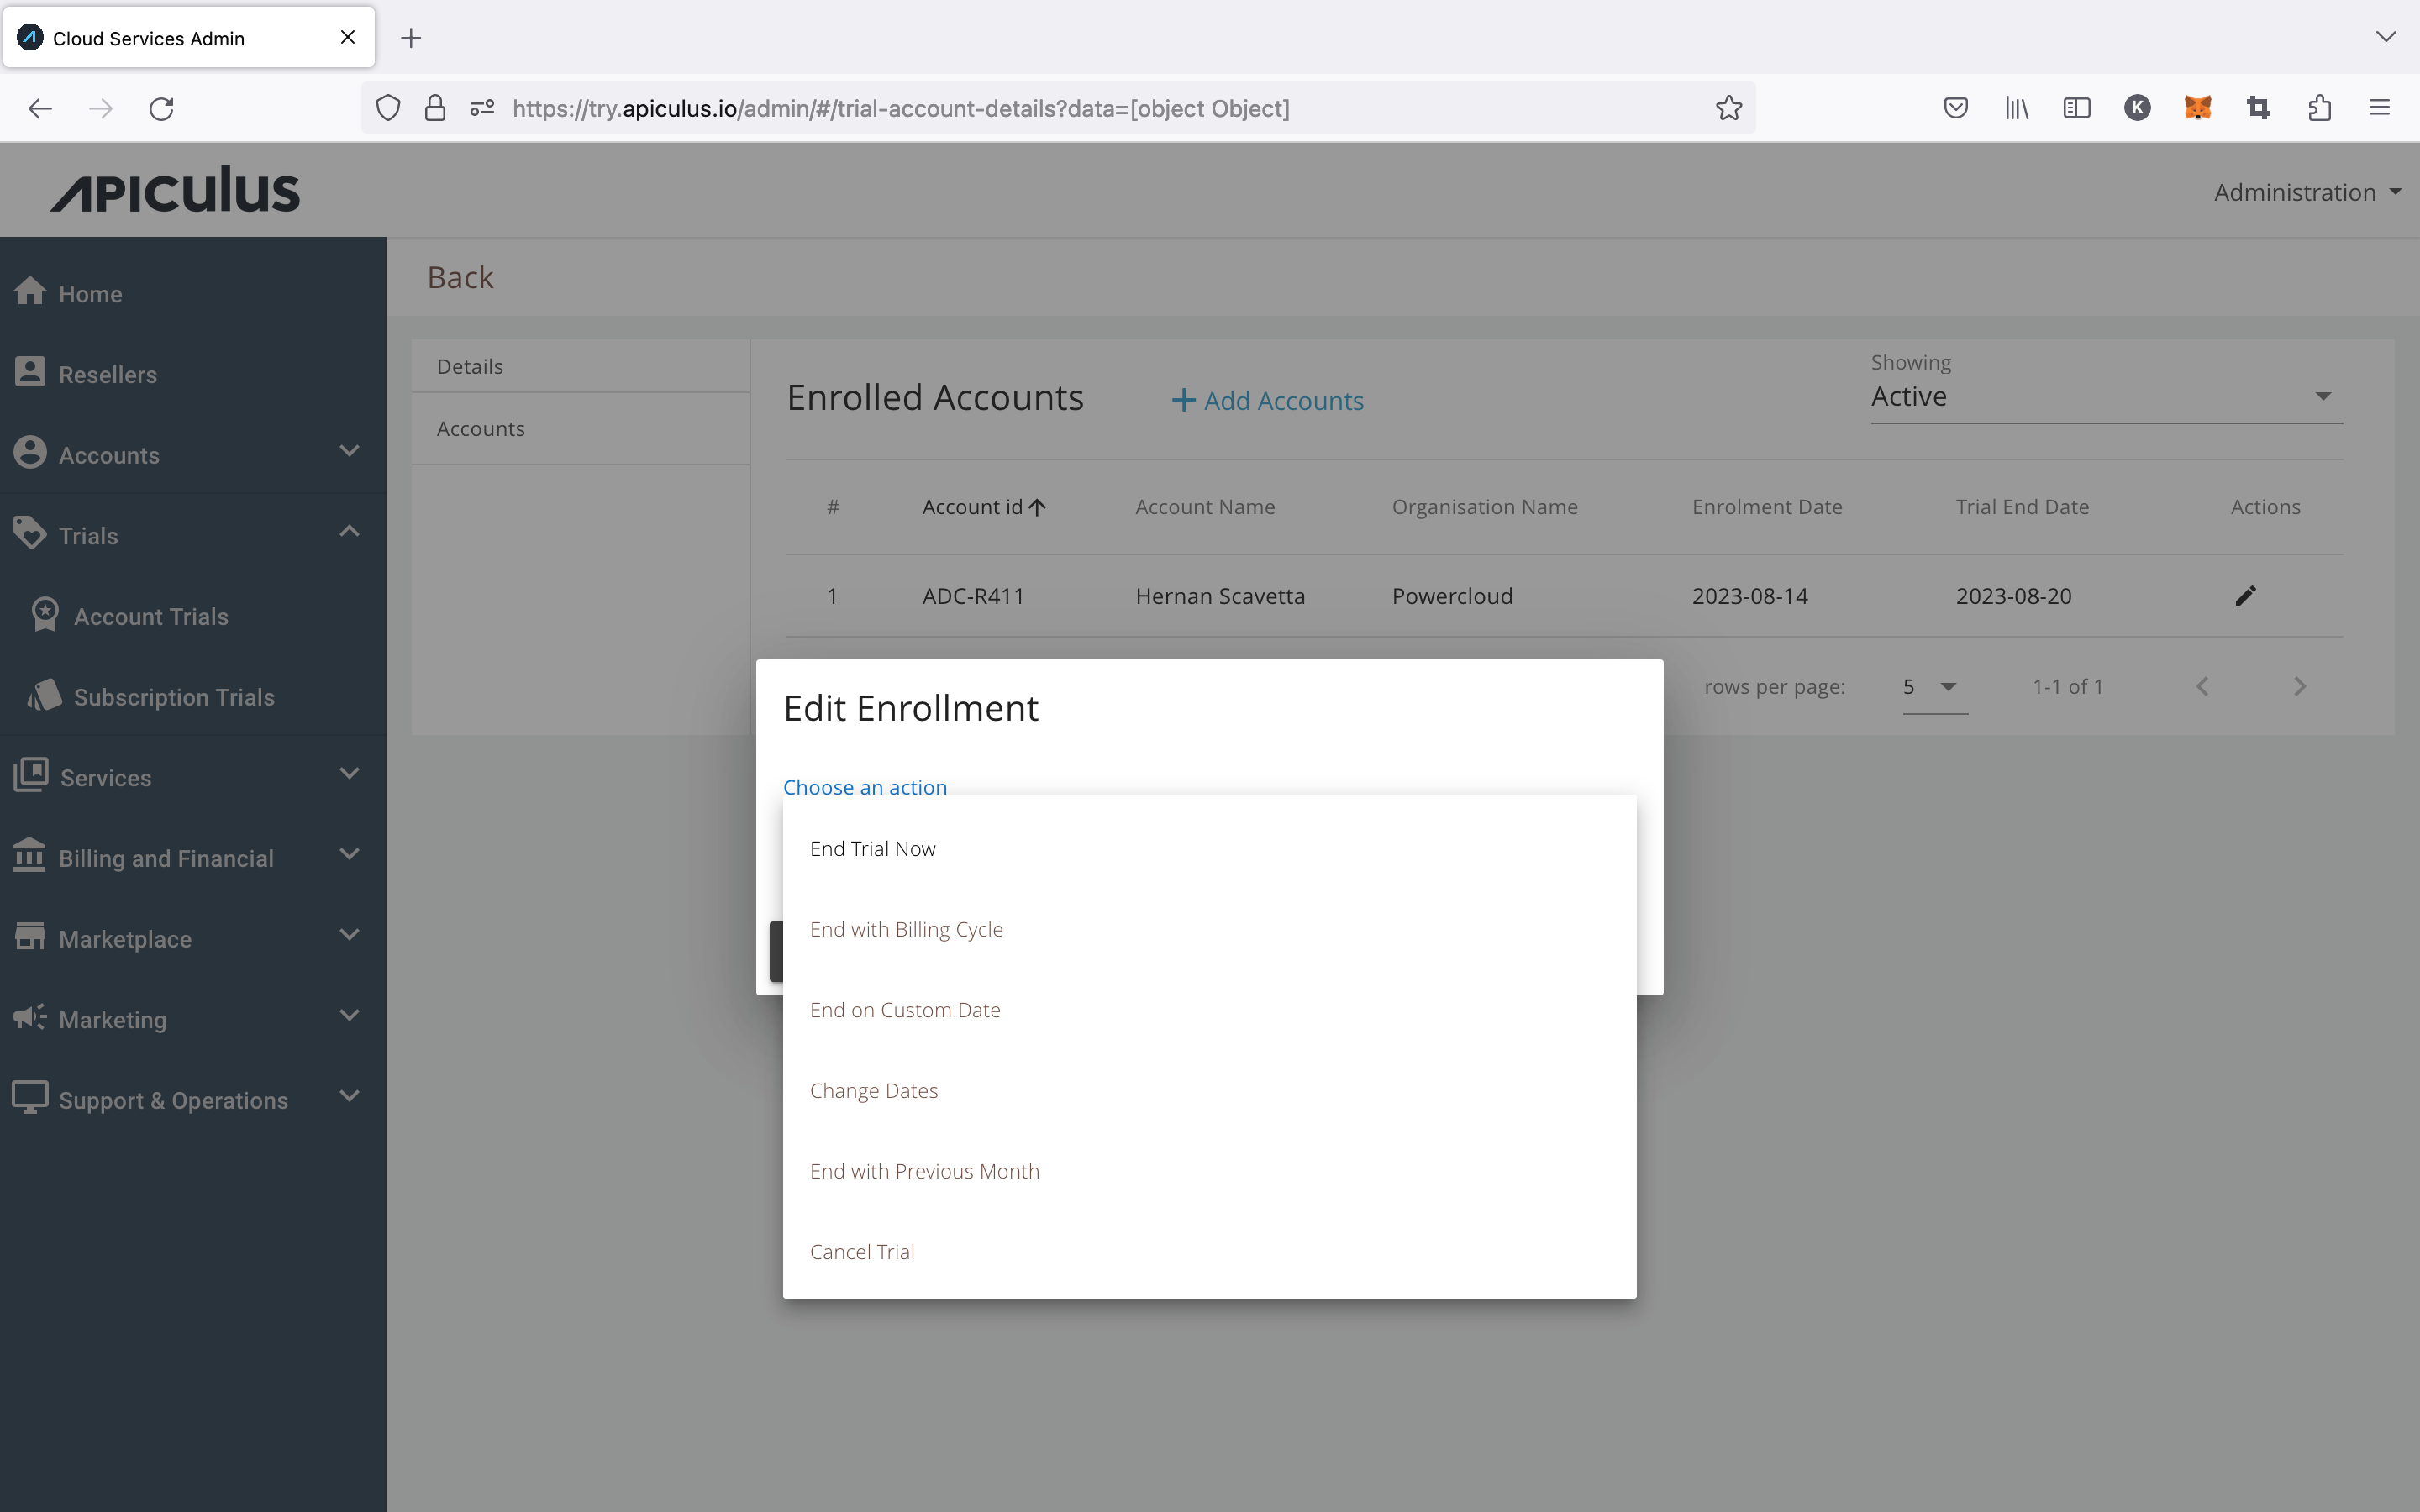 Cloud Services Admin
https://try.apiculus.io/admin/#/trial-account-details?data=[object Object]
K
APICULUS
Administration
Home
Resellers
Accounts
Trials
Account Trials
Subscription Trials
Services
Billing and Financial
Marketplace
Marketing
Support & Operations
Back
Details
Accounts
Enrolled Accounts
Add Accounts
Showing
Active
# Account id Account Name Organisation Name Enrolment Date Trial End Date Actions
1 ADC-R411 Hernan Scavetta Powercloud 2023-08-14 2023-08-20
rows per page: 5 1-1 of 1
Edit Enrollment
Choose an action
End Trial Now
End with Billing Cycle
End on Custom Date
Change Dates
End with Previous Month
Cancel Trial